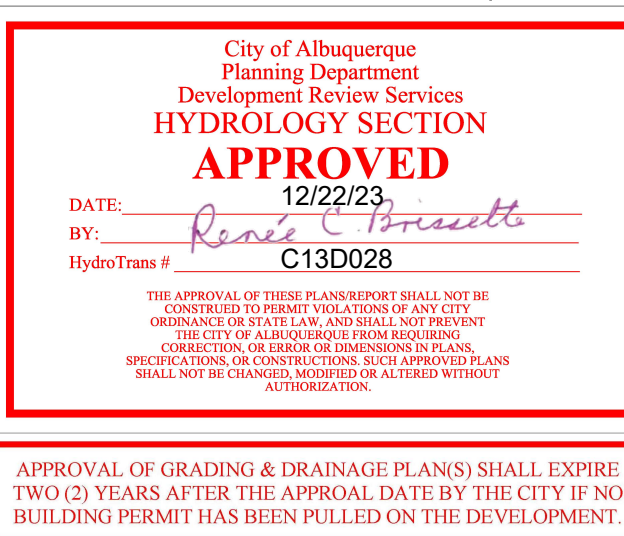 City of Albuquerque
Planning Department
Development Review Services
HYDROLOGY SECTION
APPROVED
DATE: 12/22/23
BY: Renée C. Brissette
HydroTrans # C13D028
THE APPROVAL OF THESE PLANS/REPORT SHALL NOT BE
CONSTRUED TO PERMIT VIOLATIONS OF ANY CITY
ORDINANCE OR STATE LAW, AND SHALL NOT PREVENT
THE CITY OF ALBUQUERQUE FROM REQUIRING
CORRECTION, OR ERROR OR DIMENSIONS IN PLANS,
SPECIFICATIONS, OR CONSTRUCTIONS. SUCH APPROVED PLANS
SHALL NOT BE CHANGED, MODIFIED OR ALTERED WITHOUT
AUTHORIZATION.
APPROVAL OF GRADING & DRAINAGE PLAN(S) SHALL EXPIRE
TWO (2) YEARS AFTER THE APPROAL DATE BY THE CITY IF NO
BUILDING PERMIT HAS BEEN PULLED ON THE DEVELOPMENT.